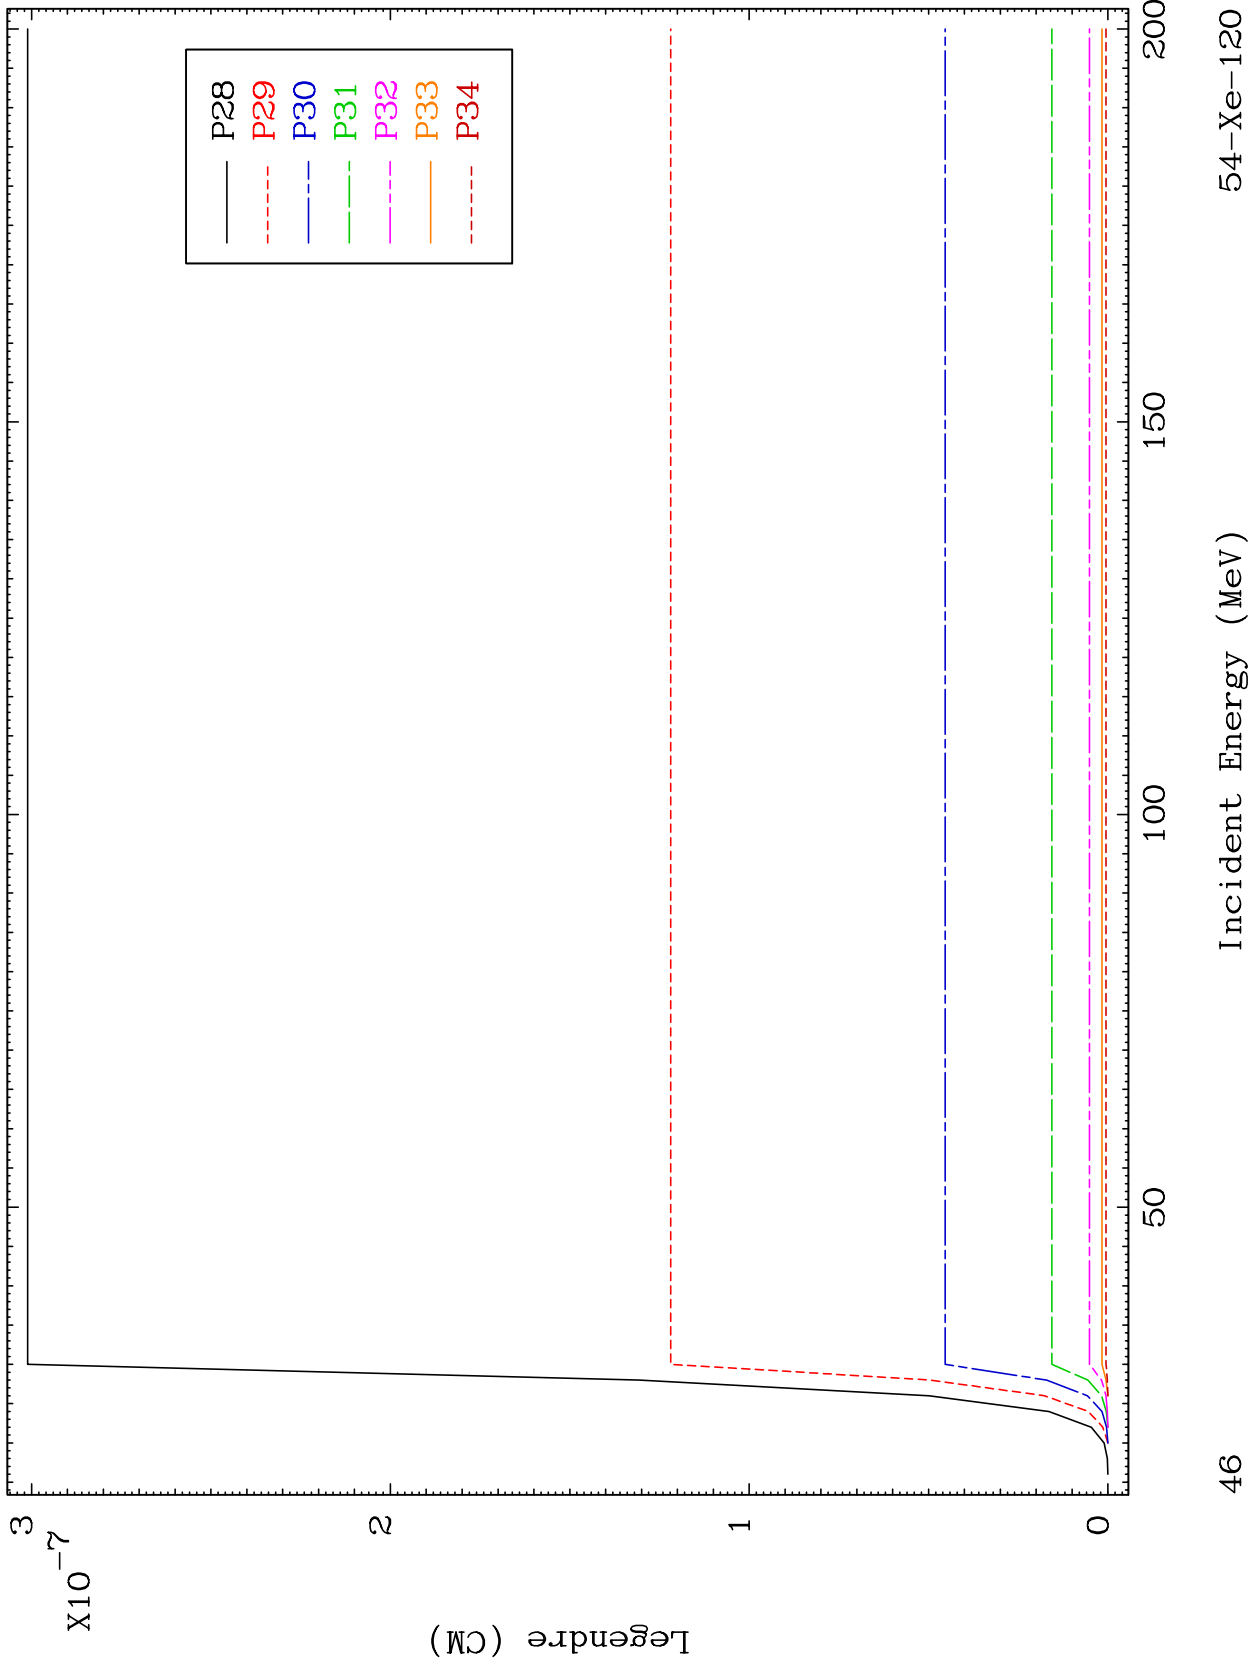 3
2
1
0
X10⁻⁷
Legendre (CM)
P28
P29
P30
P31
P32
P33
P34
50
100
150
200
Incident Energy (MeV)
46
54-Xe-120